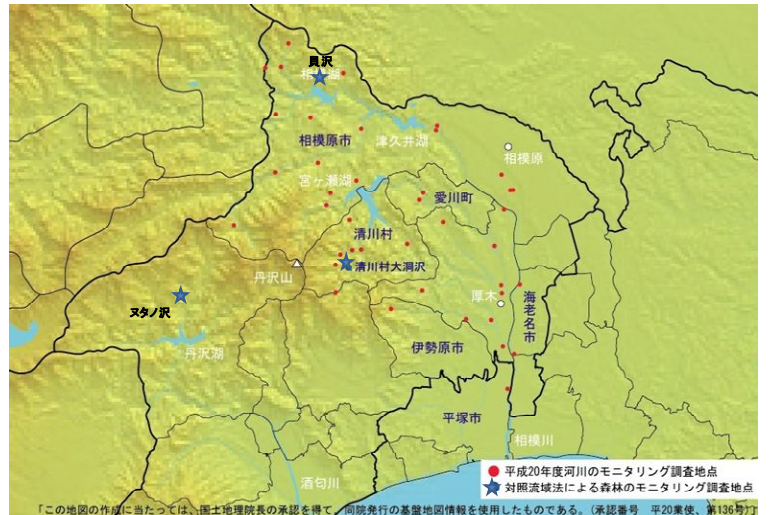 貝沢
相模湖
相模原市
津久井湖
相模原
宮ヶ瀬湖
愛川町
清川村
清川村大洞沢
丹沢山
ヌタノ沢
丹沢湖
厚木
海老名市
伊勢原市
平塚市
相模川
酒匂川
平成20年度河川のモニタリング調査地点
対照流域法による森林のモニタリング調査地点
「この地図の作成に当たっては、国土地理院長の承認を得て、同院発行の基盤地図情報を使用したものである。(承認番号 平20業使、第136号)」